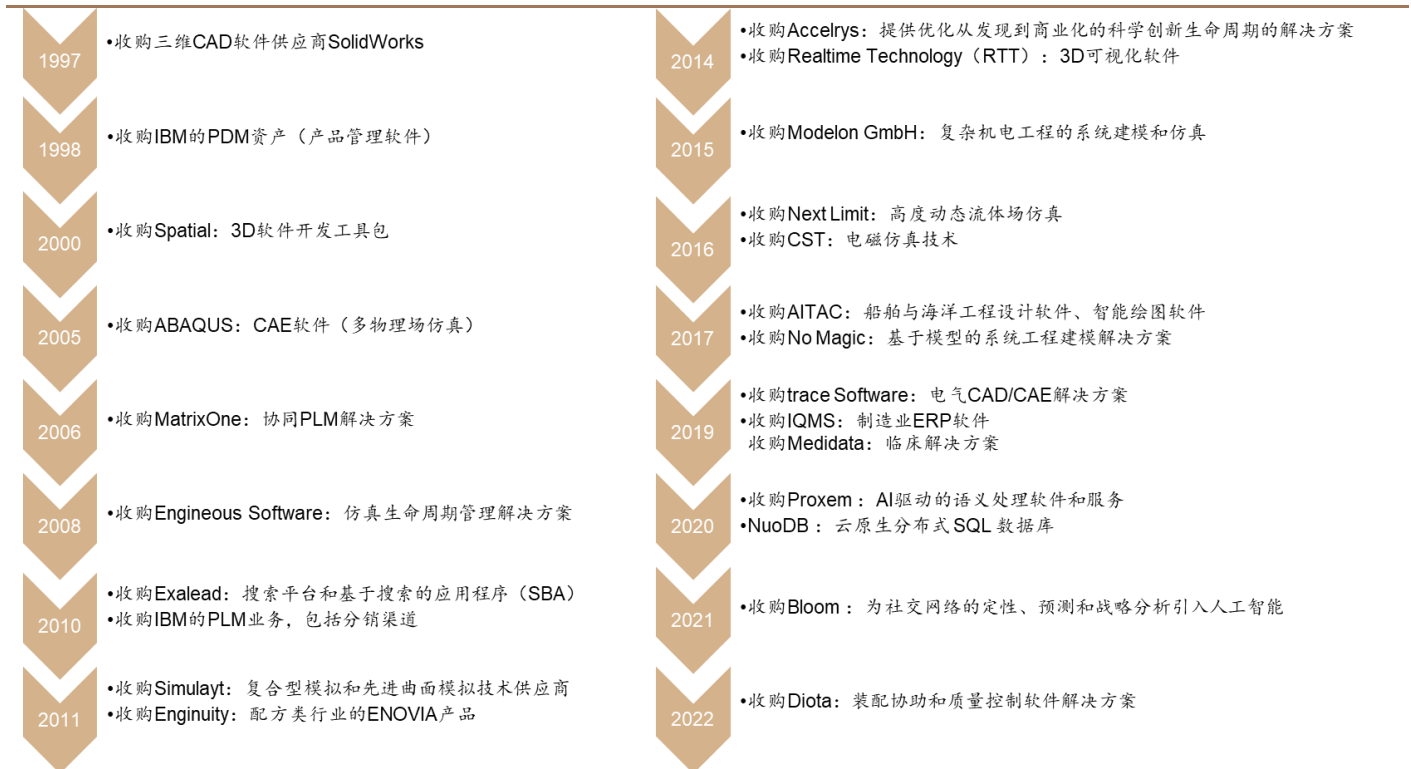 1997
•收购三维CAD软件供应商SolidWorks
1998
•收购IBM的PDM资产（产品管理软件）
2000
•收购Spatial：3D软件开发工具包
2005
•收购ABAQUS：CAE软件（多物理场仿真）
2006
•收购MatrixOne：协同PLM解决方案
2008
•收购Engineous Software：仿真生命周期管理解决方案
2010
•收购Exalead：搜索平台和基于搜索的应用程序（SBA）
•收购IBM的PLM业务，包括分销渠道
2011
•收购Simulayt：复合型模拟和先进曲面模拟技术供应商
•收购Enginuity：配方类行业的ENOVIA产品
2014
•收购Accelrys：提供优化从发现到商业化的科学创新生命周期的解决方案
•收购Realtime Technology（RTT）：3D可视化软件
2015
•收购Modelon GmbH：复杂机电工程的系统建模和仿真
2016
•收购Next Limit：高度动态流体场仿真
•收购CST：电磁仿真技术
2017
•收购AITAC：船舶与海洋工程设计软件、智能绘图软件
•收购No Magic：基于模型的系统工程建模解决方案
2019
•收购trace Software：电气CAD/CAE解决方案
•收购IQMS：制造业ERP软件
收购Medidata：临床解决方案
2020
•收购Proxem：AI驱动的语义处理软件和服务
•NuoDB：云原生分布式 SQL 数据库
2021
•收购Bloom：为社交网络的定性、预测和战略分析引入人工智能
2022
•收购Diota：装配协助和质量控制软件解决方案